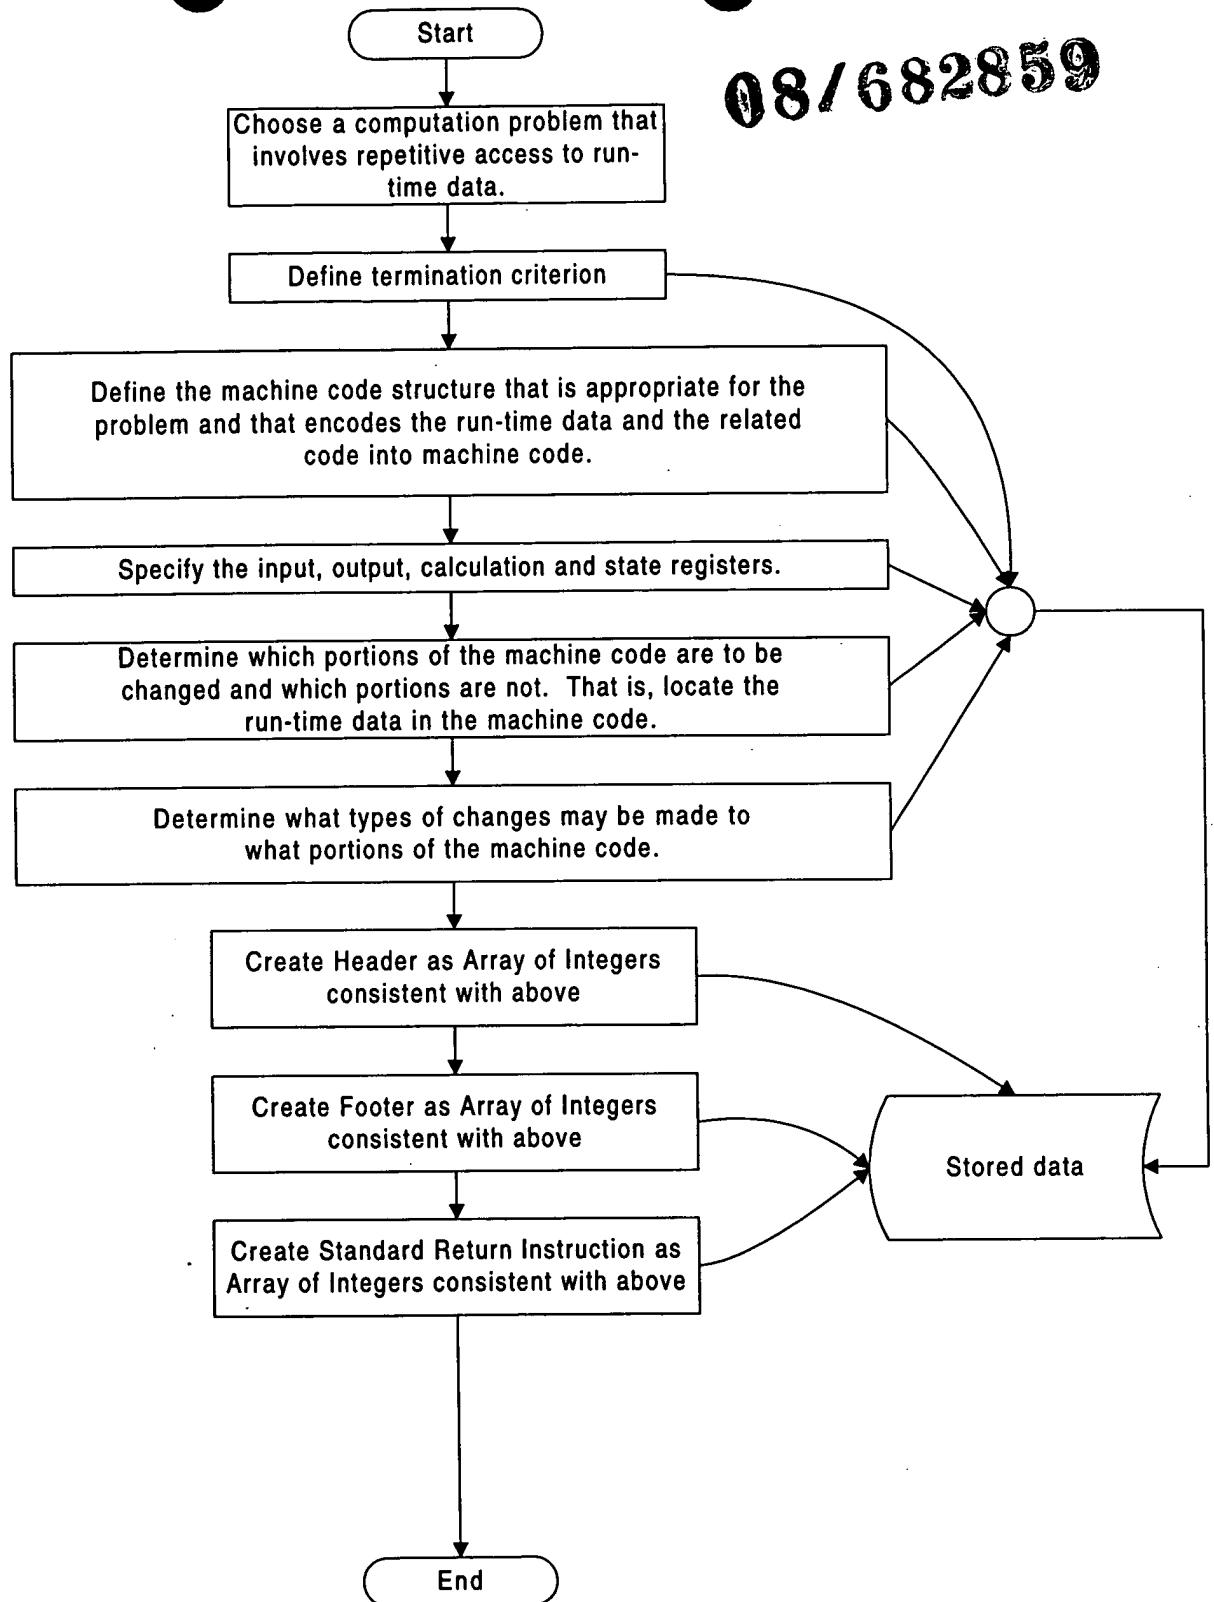 Start
08/682859
Choose a computation problem that
involves repetitive access to run-
time data.
Define termination criterion
Define the machine code structure that is appropriate for the
problem and that encodes the run-time data and the related
code into machine code.
Specify the input, output, calculation and state registers.
Determine which portions of the machine code are to be
changed and which portions are not. That is, locate the
run-time data in the machine code.
Determine what types of changes may be made to
what portions of the machine code.
Create Header as Array of Integers
consistent with above
Create Footer as Array of Integers
consistent with above
Stored data
Create Standard Return Instruction as
Array of Integers consistent with above
End